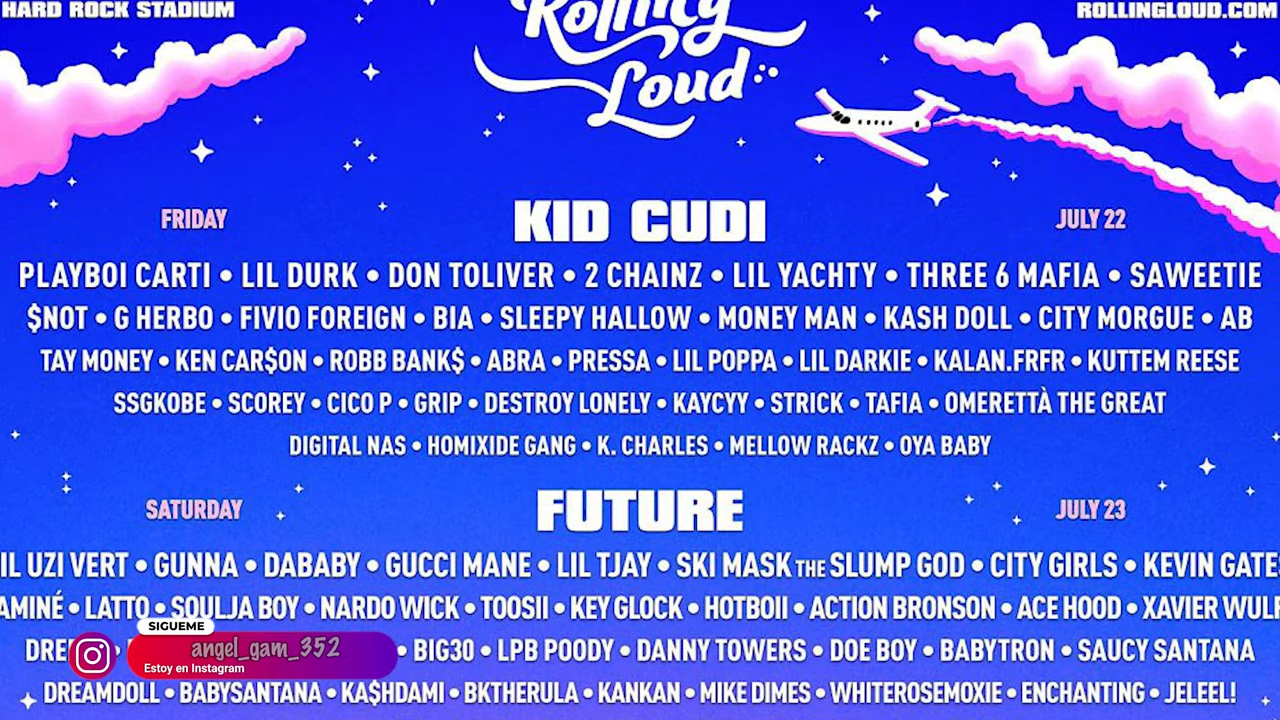 HARD ROCK STADIUM
ROLLINGLOUD.COM
Rolling
Loud
FRIDAY
KID CUDI
JULY 22
PLAYBOI CARTI • LIL DURK • DON TOLIVER • 2 CHAINZ • LIL YACHTY • THREE 6 MAFIA • SAWEETIE
$NOT • G HERBO • FIVIO FOREIGN • BIA • SLEEPY HALLOW • MONEY MAN • KASH DOLL • CITY MORGUE • AB
TAY MONEY • KEN CAR$ON • ROBB BANK$ • ABRA • PRESSA • LIL POPPA • LIL DARKIE • KALAN.FRFR • KUTTEM REESE
SSGKOBE • SCOREY • CICO P • GRIP • DESTROY LONELY • KAYCYY • STRICK • TAFIA • OMERETTÀ THE GREAT
DIGITAL NAS • HOMIXIDE GANG • K. CHARLES • MELLOW RACKZ • OYA BABY
SATURDAY
FUTURE
JULY 23
IL UZI VERT • GUNNA • DABABY • GUCCI MANE • LIL TJAY • SKI MASK THE SLUMP GOD • CITY GIRLS • KEVIN GATE
AMINÉ • LATTO • SOULJA BOY • NARDO WICK • TOOSII • KEY GLOCK • HOTBOII • ACTION BRONSON • ACE HOOD • XAVIER WUL
SIGUEME
angel_gam_352
Estoy en Instagram
DRE • BIG30 • LPB POODY • DANNY TOWERS • DOE BOY • BABYTRON • SAUCY SANTANA
DREAMDOLL • BABYSANTANA • KA$HDAMI • BKTHERULA • KANKAN • MIKE DIMES • WHITEROSEMOXIE • ENCHANTING • JELEEL!